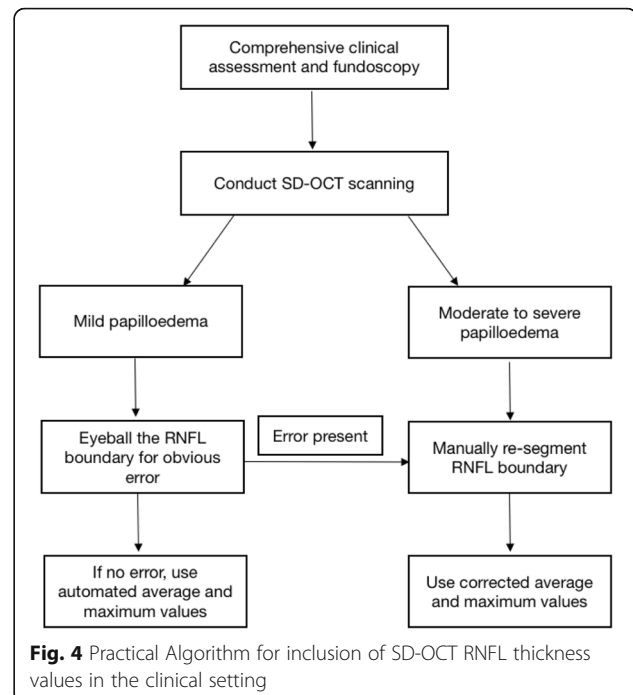 Comprehensive clinical
assessment and fundoscopy
Conduct SD-OCT scanning
Mild papilloedema
Moderate to severe
papilloedema
Eyeball the RNFL
boundary for obvious
error
Error present
Manually re-segment
RNFL boundary
If no error, use
automated average and
maximum values
Use corrected average
and maximum values
Fig. 4 Practical Algorithm for inclusion of SD-OCT RNFL thickness
values in the clinical setting